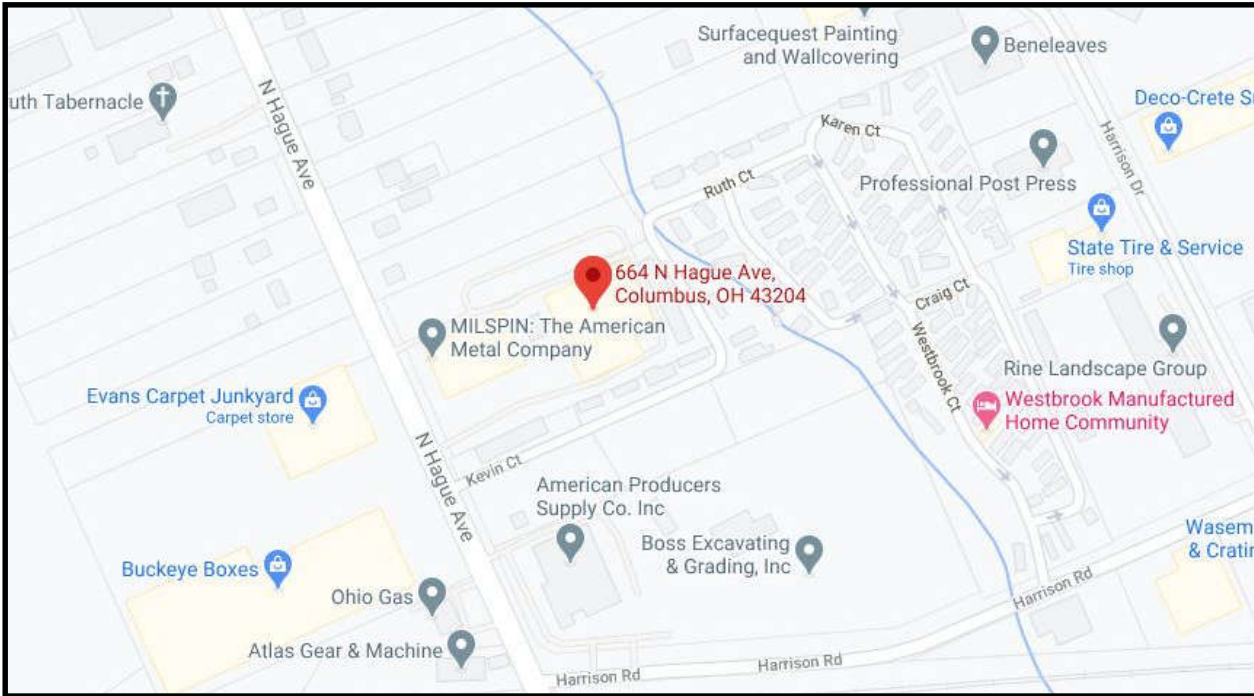 Surfacequest Painting
and Wallcovering
Beneleaves
uth Tabernacle
N Hague Ave
Deco-Crete Su
Karen Ct
Harrison Dr
Ruth Ct
Professional Post Press
State Tire & Service
Tire shop
664 N Hague Ave,
Columbus, OH 43204
Craig Ct
MILSPIN: The American
Metal Company
Westbrook Ct
Rine Landscape Group
Evans Carpet Junkyard
Carpet store
Westbrook Manufactured
Home Community
N Hague Ave
Kevin Ct
American Producers
Supply Co. Inc
Boss Excavating
& Grading, Inc
Wasem
& Cratin
Buckeye Boxes
Ohio Gas
Harrison Rd
Atlas Gear & Machine
Harrison Rd
Harrison Rd